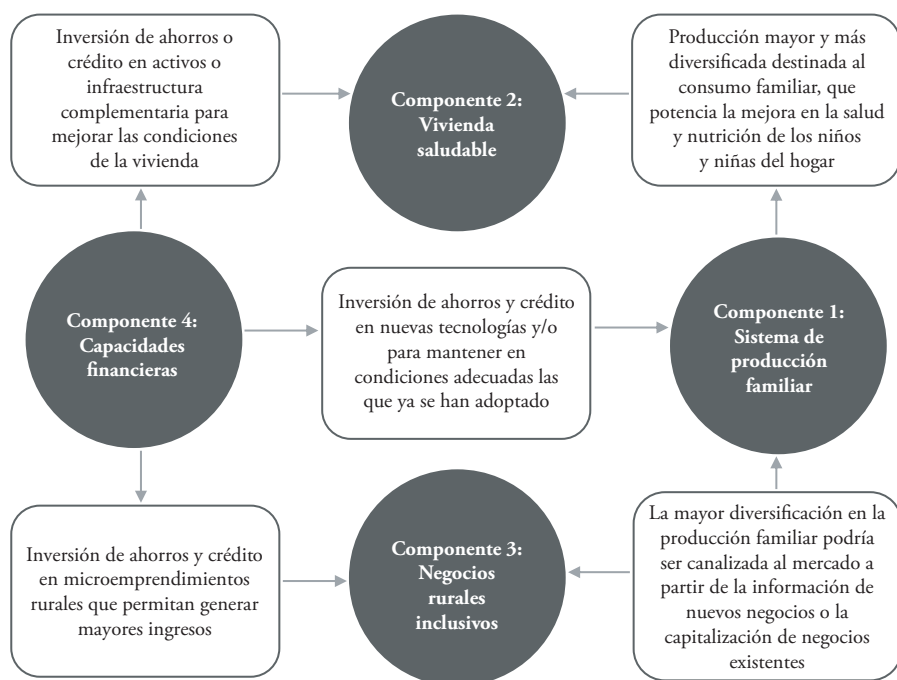 Inversión de ahorros o
crédito en activos o
infraestructura
complementaria para
mejorar las condiciones
de la vivienda
Componente 2:
Vivienda
saludable
Producción mayor y más
diversificada destinada al
consumo familiar, que
potencia la mejora en la salud
y nutrición de los niños
y niñas del hogar
Componente 4:
Capacidades
financieras
Inversión de ahorros y crédito
en nuevas tecnologías y/o
para mantener en
condiciones adecuadas las
que ya se han adoptado
Componente 1:
Sistema de
producción
familiar
Inversión de ahorros y crédito
en microemprendimientos
rurales que permitan generar
mayores ingresos
Componente 3:
Negocios
rurales
inclusivos
La mayor diversificación en la
producción familiar podría
ser canalizada al mercado a
partir de la información de
nuevos negocios o la
capitalización de negocios
existentes